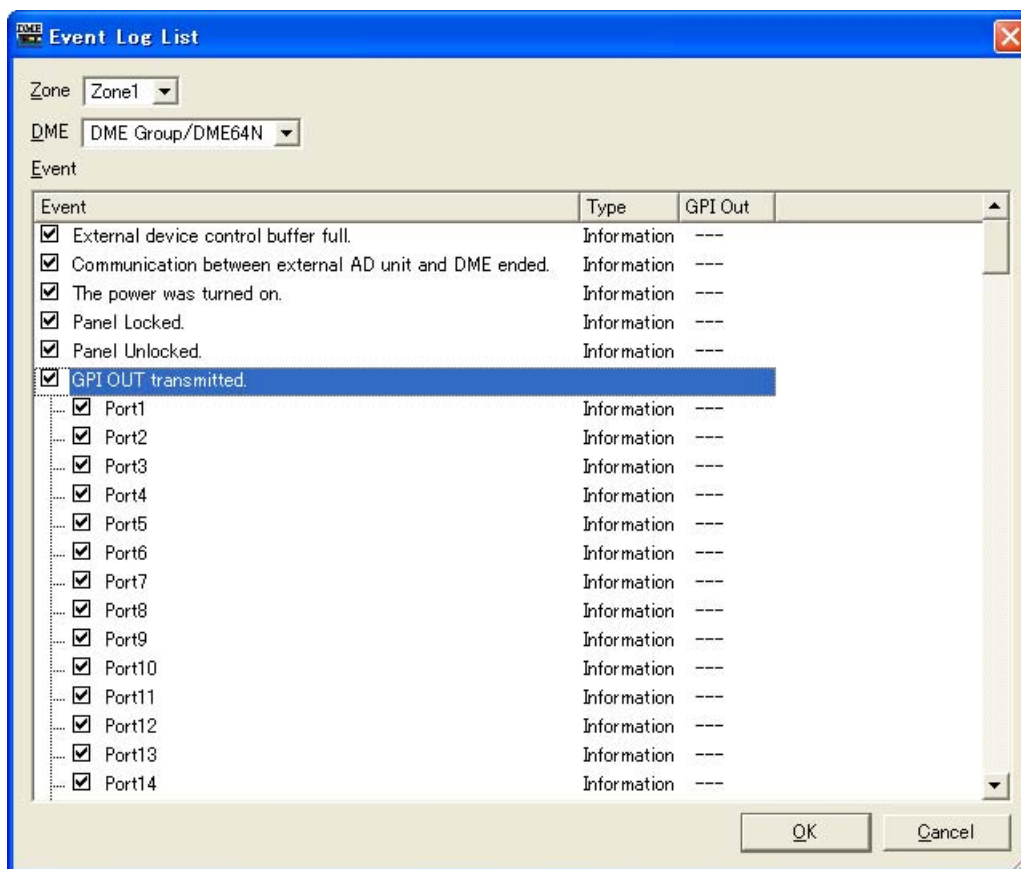 DME Event Log List
Zone Zone1
DME DME Group/DME64N
Event
Event Type GPI Out
External device control buffer full. Information ---
Communication between external AD unit and DME ended. Information ---
The power was turned on. Information ---
Panel Locked. Information ---
Panel Unlocked. Information ---
GPI OUT transmitted.
Port1 Information ---
Port2 Information ---
Port3 Information ---
Port4 Information ---
Port5 Information ---
Port6 Information ---
Port7 Information ---
Port8 Information ---
Port9 Information ---
Port10 Information ---
Port11 Information ---
Port12 Information ---
Port13 Information ---
Port14 Information ---
OK Cancel